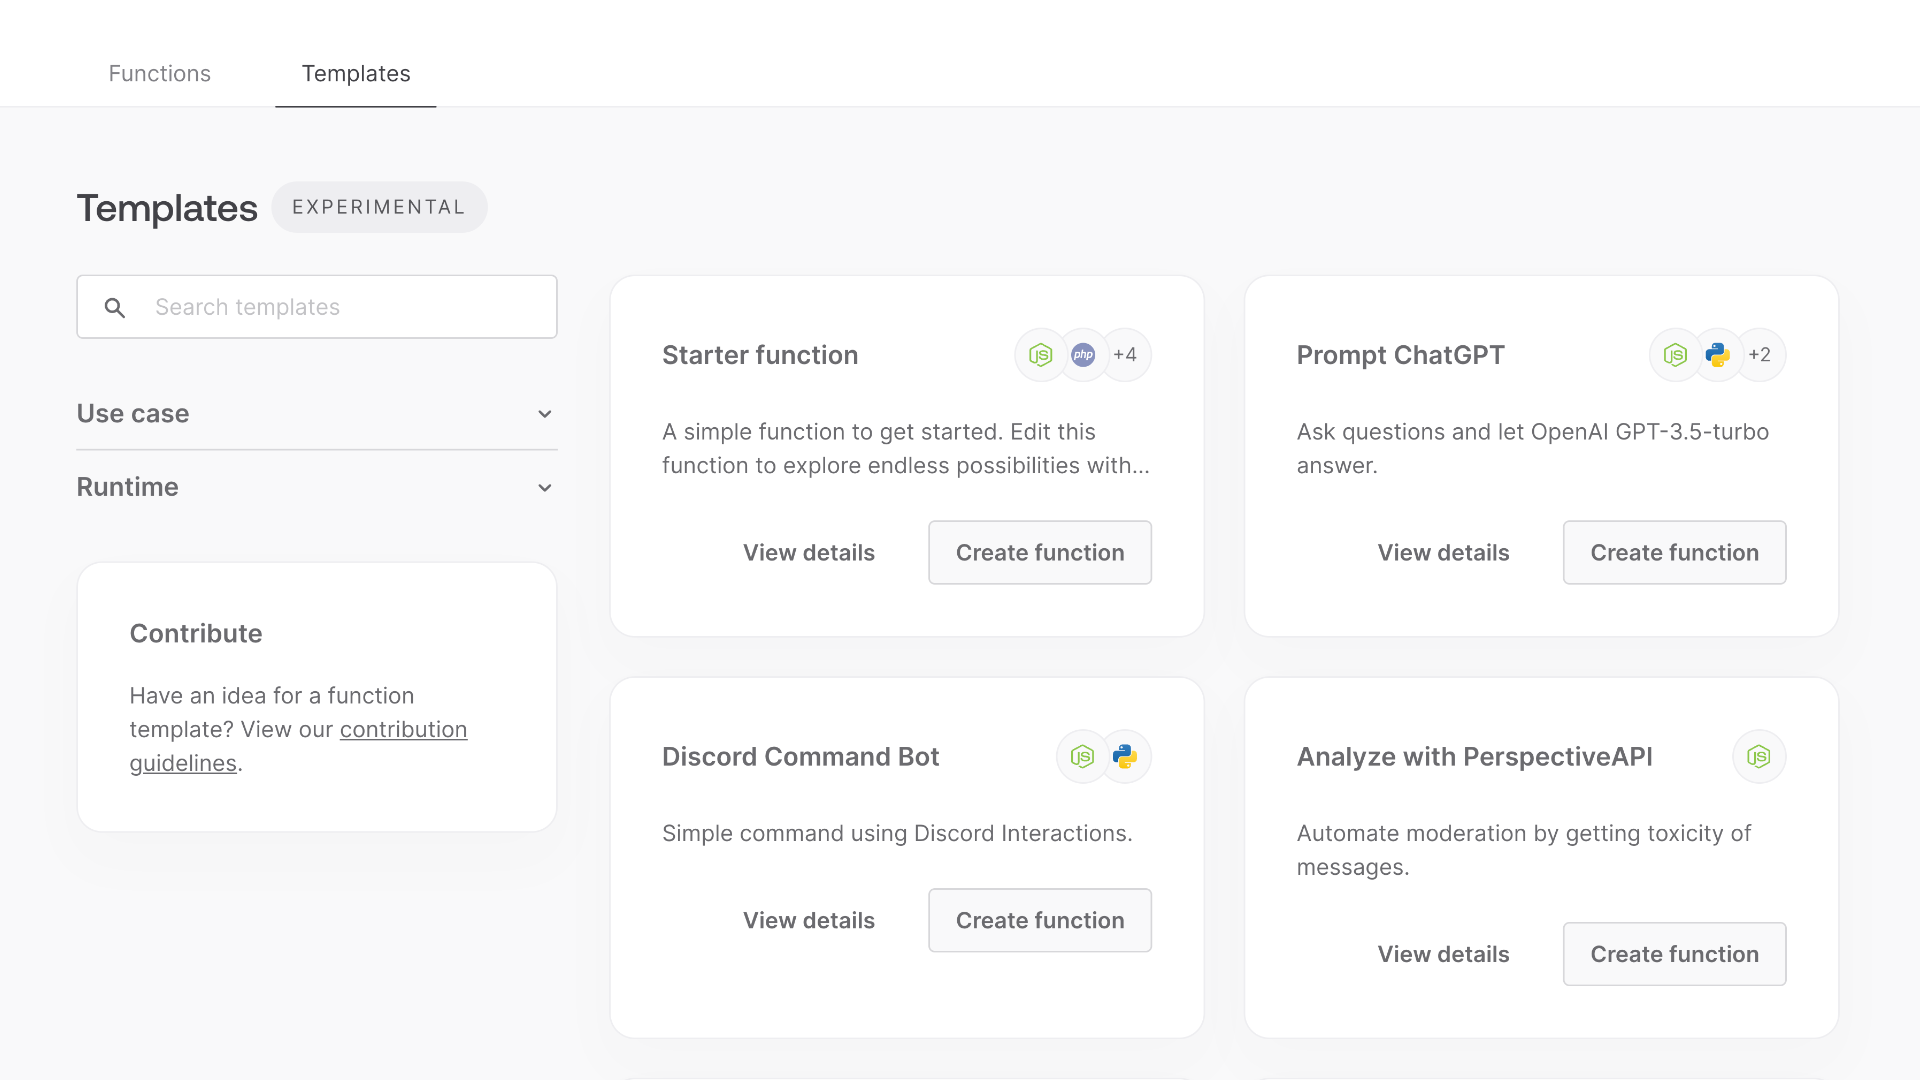 Functions
Templates
Templates
EXPERIMENTAL
Search templates
Use case
Runtime
Contribute
Have an idea for a function
template? View our contribution
guidelines.
Starter function
JS
php
+4
A simple function to get started. Edit this
function to explore endless possibilities with...
View details
Create function
Prompt ChatGPT
JS
+2
Ask questions and let OpenAI GPT-3.5-turbo
answer.
View details
Create function
Discord Command Bot
JS
Simple command using Discord Interactions.
View details
Create function
Analyze with PerspectiveAPI
JS
Automate moderation by getting toxicity of
messages.
View details
Create function